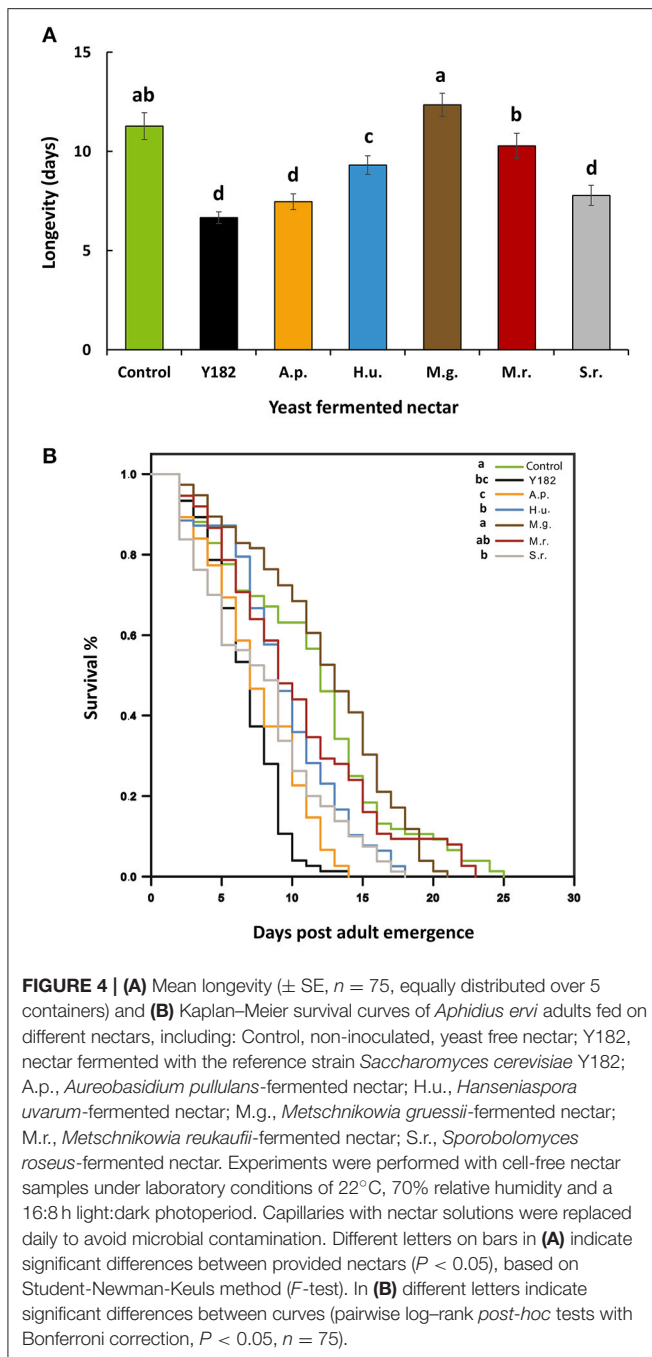 A
15
10
5
0
Longevity (days)
ab
d
d
c
a
b
d
Control Y182 A.p. H.u. M.g. M.r. S.r.
Yeast fermented nectar
B
1.0
0.8
0.6
0.4
0.2
0.0
Survival %
a Control
bc Y182
c A.p.
b H.u.
a M.g.
ab M.r.
b S.r.
0 5 10 15 20 25 30
Days post adult emergence
FIGURE 4 | (A) Mean longevity (± SE, n = 75, equally distributed over 5
containers) and (B) Kaplan–Meier survival curves of Aphidius ervi adults fed on
different nectars, including: Control, non-inoculated, yeast free nectar; Y182,
nectar fermented with the reference strain Saccharomyces cerevisiae Y182;
A.p., Aureobasidium pullulans-fermented nectar; H.u., Hanseniaspora
uvarum-fermented nectar; M.g., Metschnikowia gruessii-fermented nectar;
M.r., Metschnikowia reukaufii-fermented nectar; S.r., Sporobolomyces
roseus-fermented nectar. Experiments were performed with cell-free nectar
samples under laboratory conditions of 22°C, 70% relative humidity and a
16:8 h light:dark photoperiod. Capillaries with nectar solutions were replaced
daily to avoid microbial contamination. Different letters on bars in (A) indicate
significant differences between provided nectars (P < 0.05), based on
Student-Newman-Keuls method (F-test). In (B) different letters indicate
significant differences between curves (pairwise log–rank post-hoc tests with
Bonferroni correction, P < 0.05, n = 75).